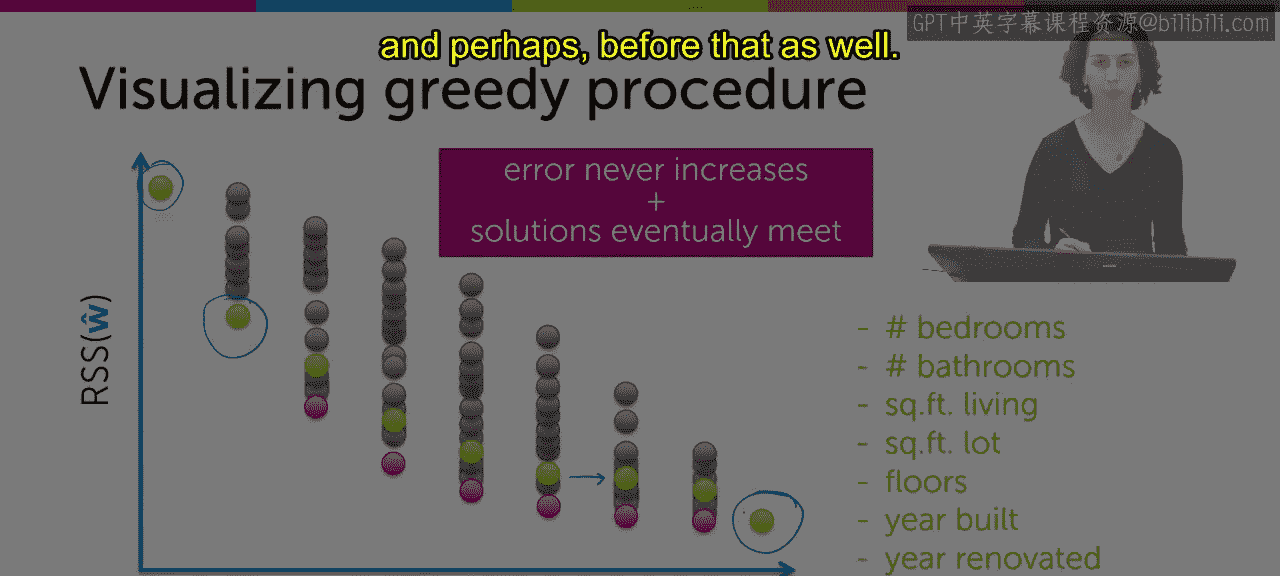 GPT中英字幕课程资源@bilibili.com
and perhaps, before that as well.
Visualizing greedy procedure
error never increases
+
solutions eventually meet
RSS(ŵ)
- # bedrooms
- # bathrooms
- sq.ft. living
- sq.ft. lot
- floors
- year built
- year renovated